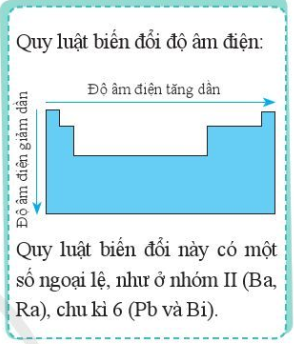 Quy luật biến đổi độ âm điện:
Độ âm điện tăng dần
Độ âm điện giảm dần
Quy luật biến đổi này có một
số ngoại lệ, như ở nhóm II (Ba,
Ra), chu kì 6 (Pb và Bi).